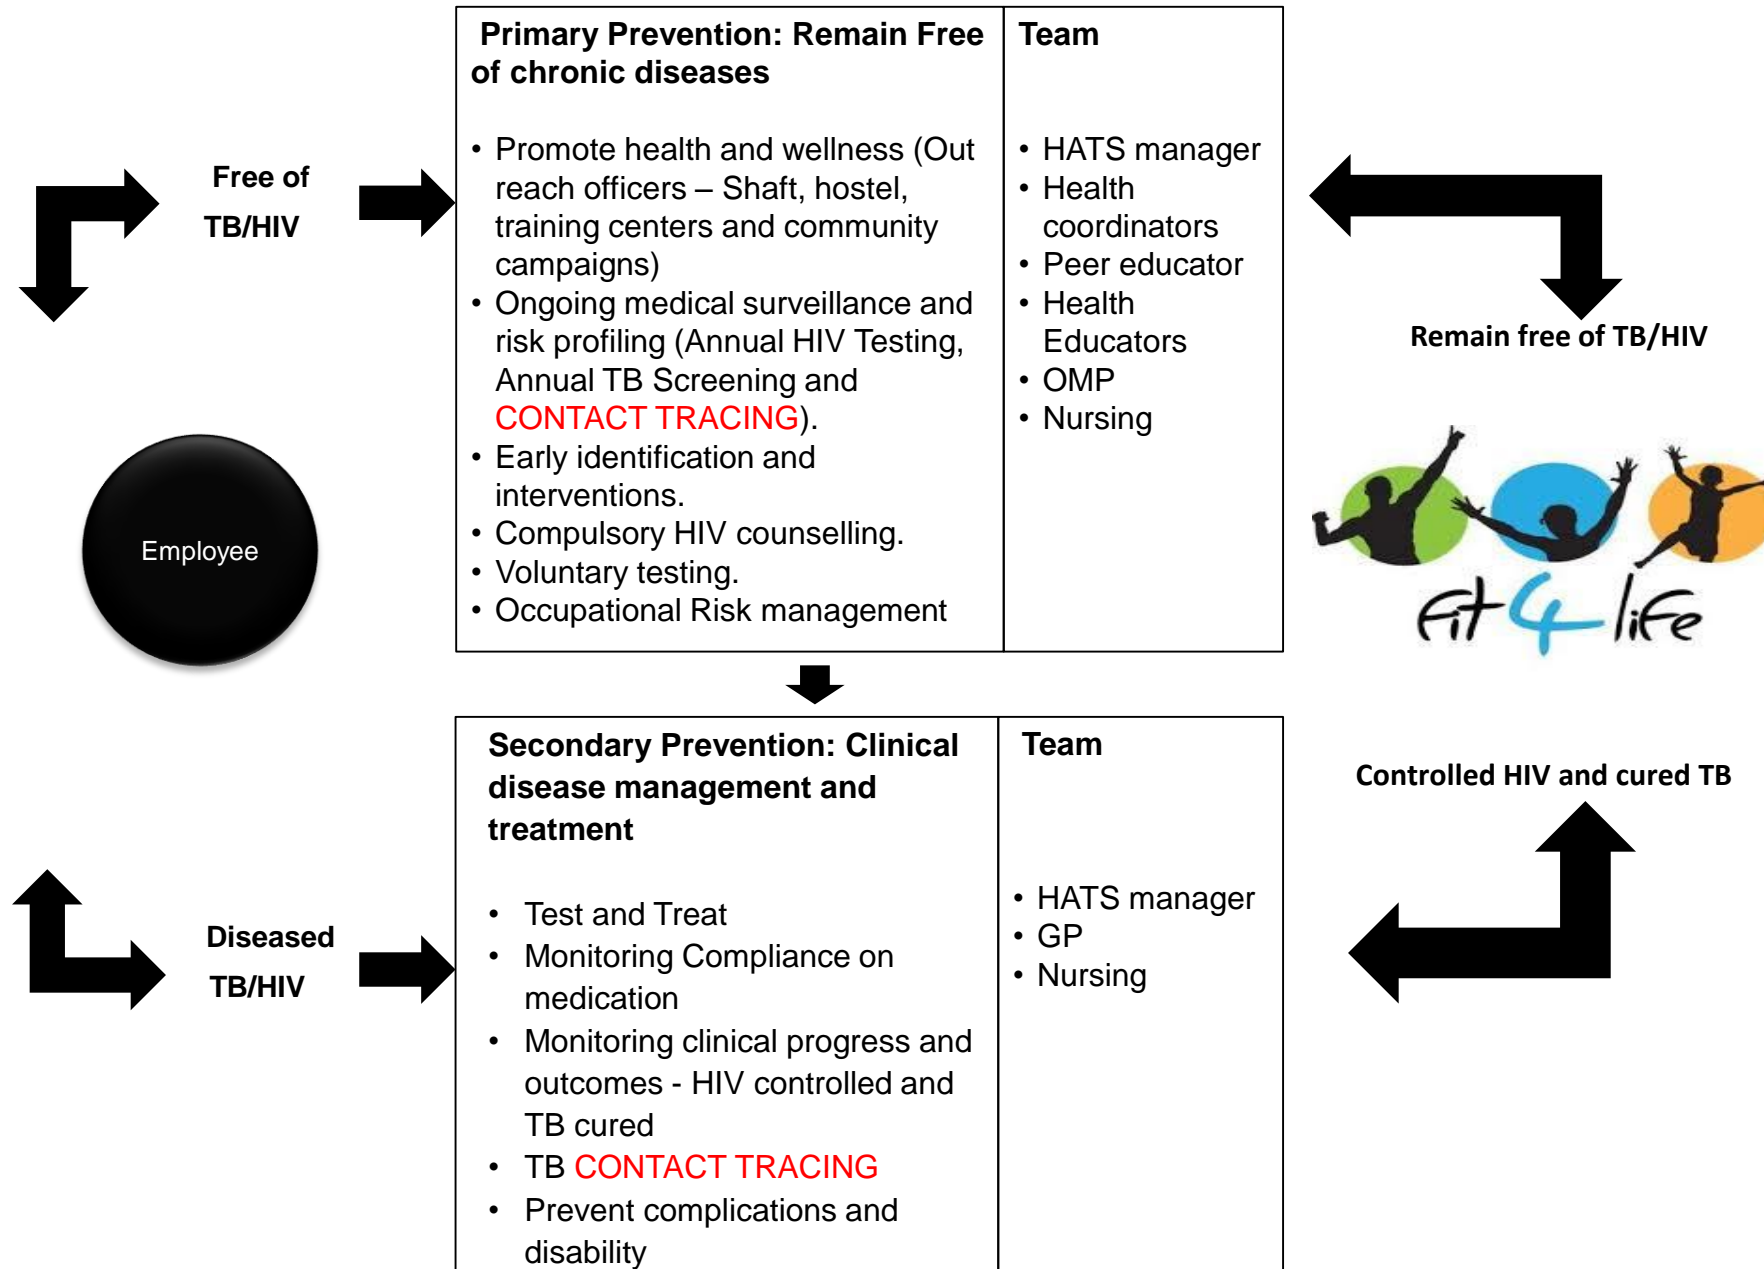 Primary Prevention: Remain Free
of chronic diseases
• Promote health and wellness (Out
reach officers – Shaft, hostel,
training centers and community
campaigns)
• Ongoing medical surveillance and
risk profiling (Annual HIV Testing,
Annual TB Screening and
CONTACT TRACING).
• Early identification and
interventions.
• Compulsory HIV counselling.
• Voluntary testing.
• Occupational Risk management
Team
• HATS manager
• Health
coordinators
• Peer educator
• Health
Educators
• OMP
• Nursing
Free of
TB/HIV
Remain free of TB/HIV
Employee
fit 4 life
Secondary Prevention: Clinical
disease management and
treatment
• Test and Treat
• Monitoring Compliance on
medication
• Monitoring clinical progress and
outcomes - HIV controlled and
TB cured
• TB CONTACT TRACING
• Prevent complications and
disability
Team
• HATS manager
• GP
• Nursing
Controlled HIV and cured TB
Diseased
TB/HIV